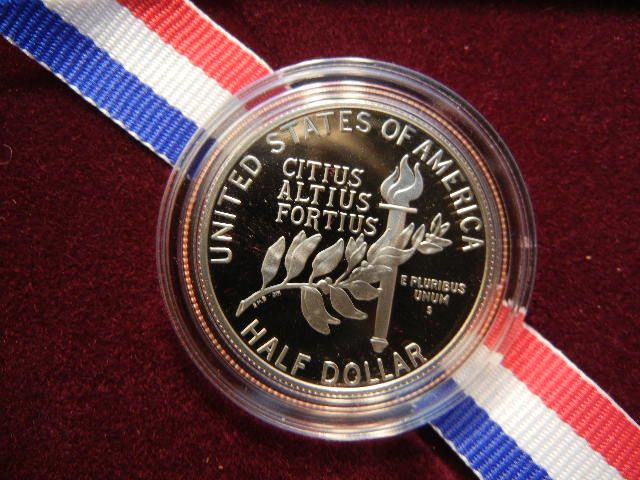 UNITED STATES OF AMERICA
CITIUS
ALTIUS
FORTIUS
E PLURIBUS
UNUM
S
HALF DOLLAR